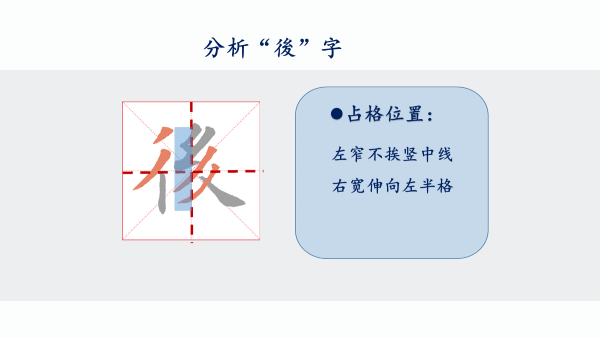 分析“後”字
後
●占格位置：
左窄不挨竖中线
右宽伸向左半格